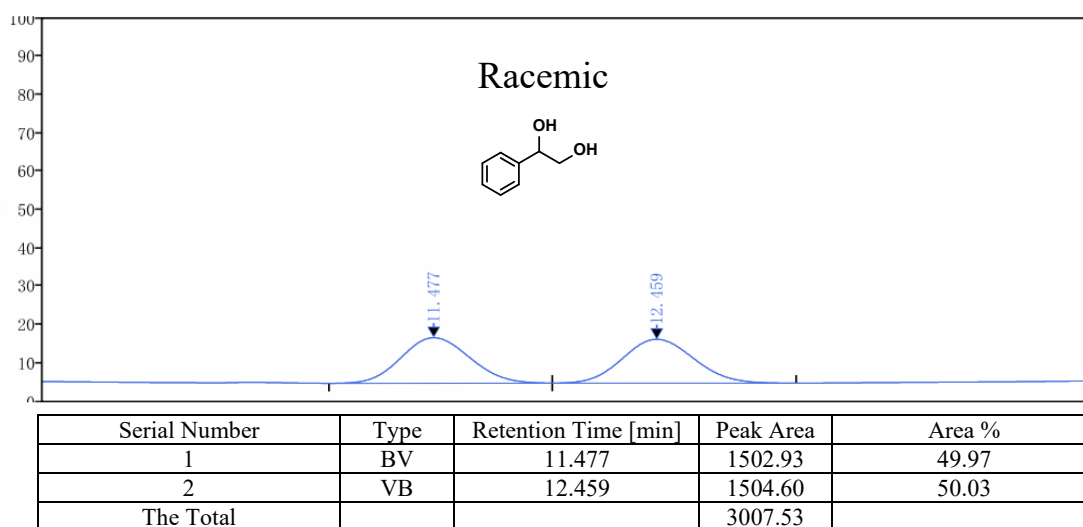 100
90
80
70
60
50
40
30
20
10
0
Racemic
OH
OH
11.477
12.459
Serial Number Type Retention Time [min] Peak Area Area %
1 BV 11.477 1502.93 49.97
2 VB 12.459 1504.60 50.03
The Total 3007.53